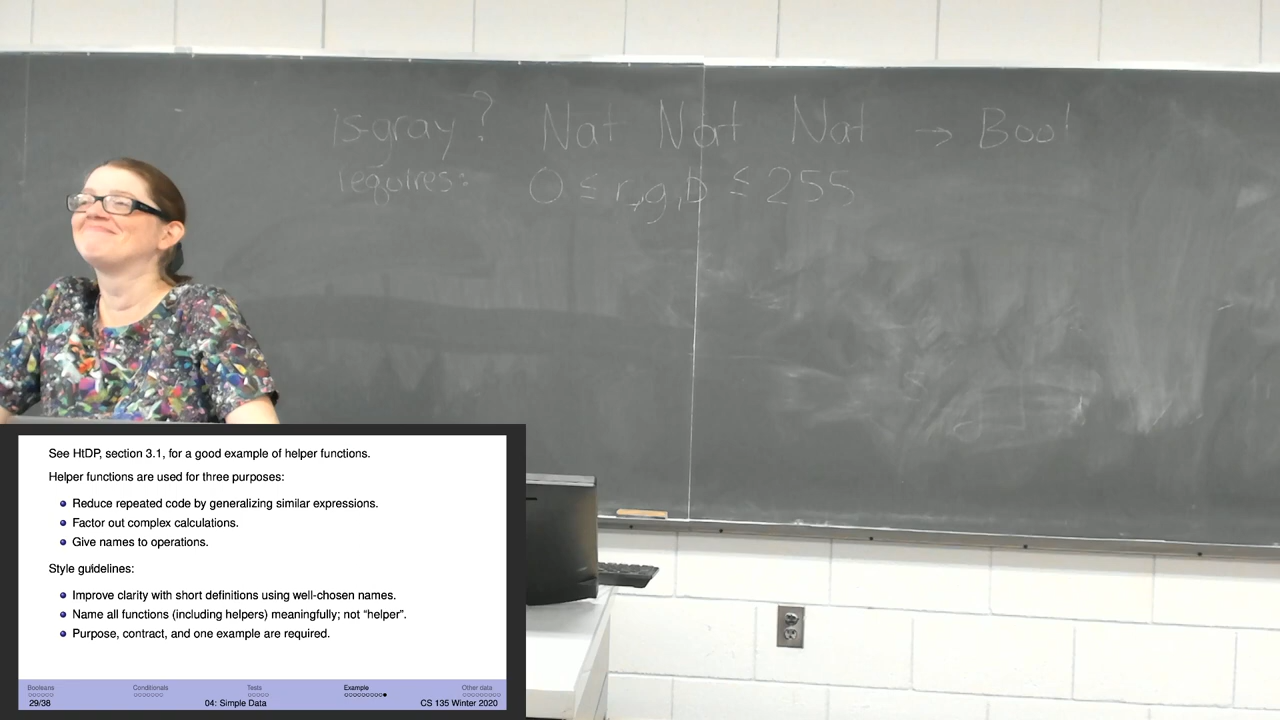 is-gray? Nat Nat Nat → Bool
requires: 0 ≤ r,g,b ≤ 255
See HtDP, section 3.1, for a good example of helper functions.
Helper functions are used for three purposes:
Reduce repeated code by generalizing similar expressions.
Factor out complex calculations.
Give names to operations.
Style guidelines:
Improve clarity with short definitions using well-chosen names.
Name all functions (including helpers) meaningfully; not “helper”.
Purpose, contract, and one example are required.
Booleans Conditionals Tests Example Other data
29/38 04: Simple Data CS 135 Winter 2020